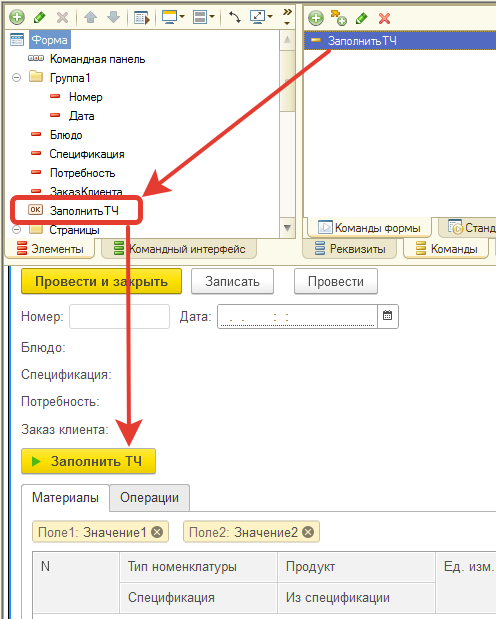 Форма
Командная панель
Группа1
Номер
Дата
Блюдо
Спецификация
Потребность
ЗаказКлиента
OK ЗаполнитьТЧ
Страницы
Элементы Командный интерфейс
ЗаполнитьТЧ
Команды формы Станд
Реквизиты Команды
Провести и закрыть Записать Провести
Номер: Дата: . . : :
Блюдо:
Спецификация:
Потребность:
Заказ клиента:
Заполнить ТЧ
Материалы Операции
Поле1: Значение1 Поле2: Значение2
N Тип номенклатуры Продукт Ед. изм.
Спецификация Из спецификации